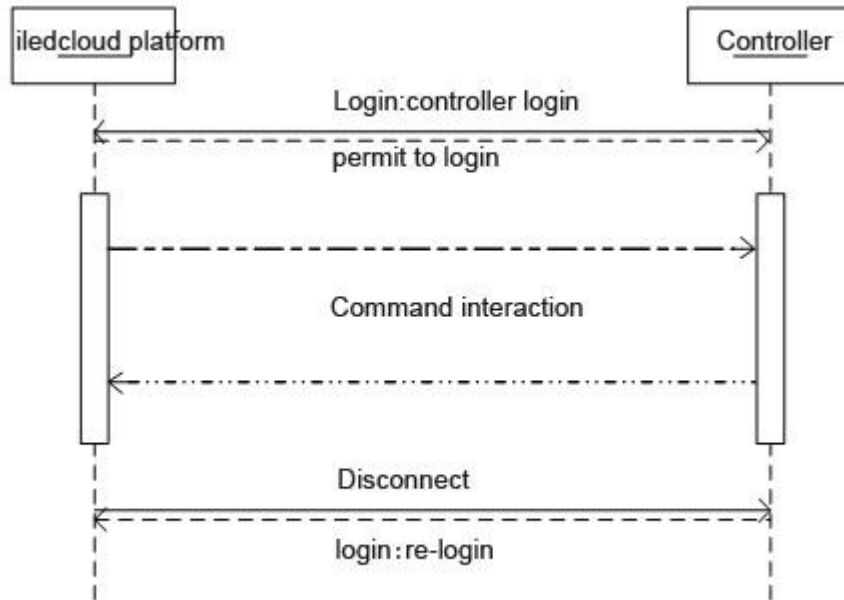 iledcloud platform
Controller
Login:controller login
permit to login
Command interaction
Disconnect
login:re-login